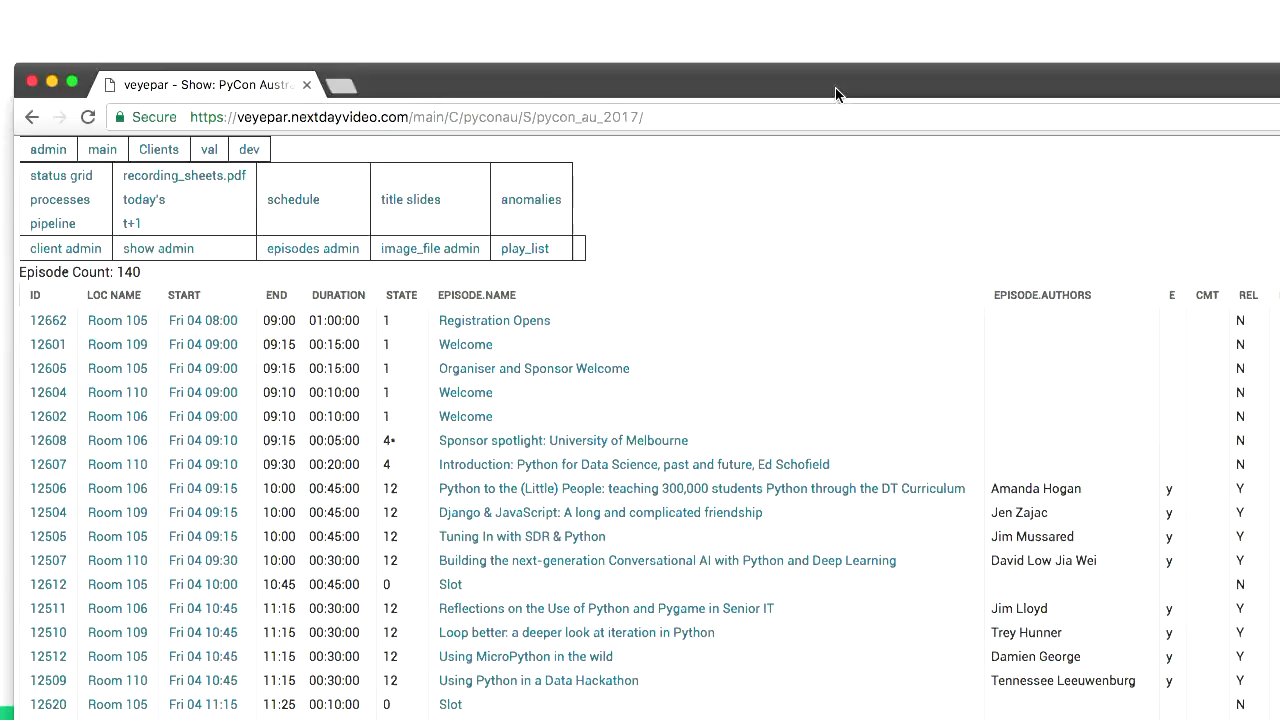 veyepar - Show: PyCon Austr
Secure https://veyepar.nextdayvideo.com/main/C/pyconau/S/pycon_au_2017/
admin main Clients val dev
status grid recording_sheets.pdf
processes today's schedule title slides anomalies
pipeline t+1
client admin show admin episodes admin image_file admin play_list
Episode Count: 140
ID LOC NAME START END DURATION STATE EPISODE.NAME EPISODE.AUTHORS E CMT REL
12662 Room 105 Fri 04 08:00 09:00 01:00:00 1 Registration Opens N
12601 Room 109 Fri 04 09:00 09:15 00:15:00 1 Welcome N
12605 Room 105 Fri 04 09:00 09:15 00:15:00 1 Organiser and Sponsor Welcome N
12604 Room 110 Fri 04 09:00 09:10 00:10:00 1 Welcome N
12602 Room 106 Fri 04 09:00 09:10 00:10:00 1 Welcome N
12608 Room 106 Fri 04 09:10 09:15 00:05:00 4• Sponsor spotlight: University of Melbourne N
12607 Room 110 Fri 04 09:10 09:30 00:20:00 4 Introduction: Python for Data Science, past and future, Ed Schofield N
12506 Room 106 Fri 04 09:15 10:00 00:45:00 12 Python to the (Little) People: teaching 300,000 students Python through the DT Curriculum Amanda Hogan y Y
12504 Room 109 Fri 04 09:15 10:00 00:45:00 12 Django & JavaScript: A long and complicated friendship Jen Zajac y Y
12505 Room 105 Fri 04 09:15 10:00 00:45:00 12 Tuning In with SDR & Python Jim Mussared y Y
12507 Room 110 Fri 04 09:30 10:00 00:30:00 12 Building the next-generation Conversational AI with Python and Deep Learning David Low Jia Wei y Y
12612 Room 105 Fri 04 10:00 10:45 00:45:00 0 Slot N
12511 Room 106 Fri 04 10:45 11:15 00:30:00 12 Reflections on the Use of Python and Pygame in Senior IT Jim Lloyd y Y
12510 Room 109 Fri 04 10:45 11:15 00:30:00 12 Loop better: a deeper look at iteration in Python Trey Hunner y Y
12512 Room 105 Fri 04 10:45 11:15 00:30:00 12 Using MicroPython in the wild Damien George y Y
12509 Room 110 Fri 04 10:45 11:15 00:30:00 12 Using Python in a Data Hackathon Tennessee Leeuwenburg y Y
12620 Room 105 Fri 04 11:15 11:25 00:10:00 0 Slot N